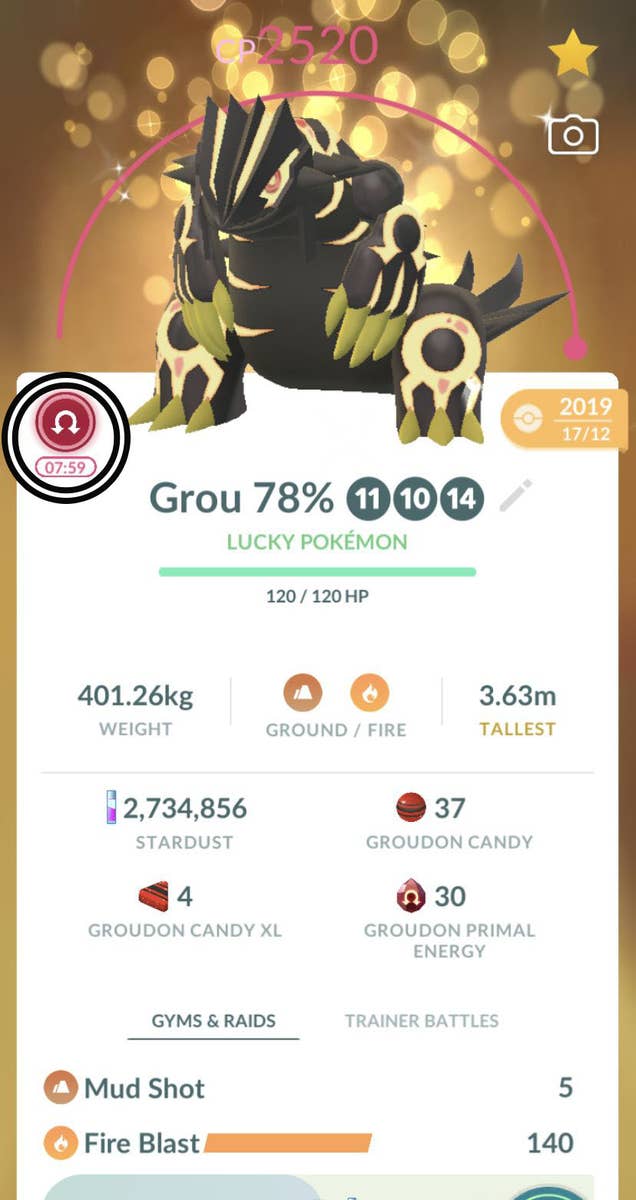 CP2520
2019
17/12
07:59
Grou 78% 11 10 14
LUCKY POKÉMON
120 / 120 HP
401.26kg
WEIGHT
GROUND / FIRE
3.63m
TALLEST
2,734,856
STARDUST
37
GROUDON CANDY
4
GROUDON CANDY XL
30
GROUDON PRIMAL
ENERGY
GYMS & RAIDS
TRAINER BATTLES
Mud Shot 5
Fire Blast 140